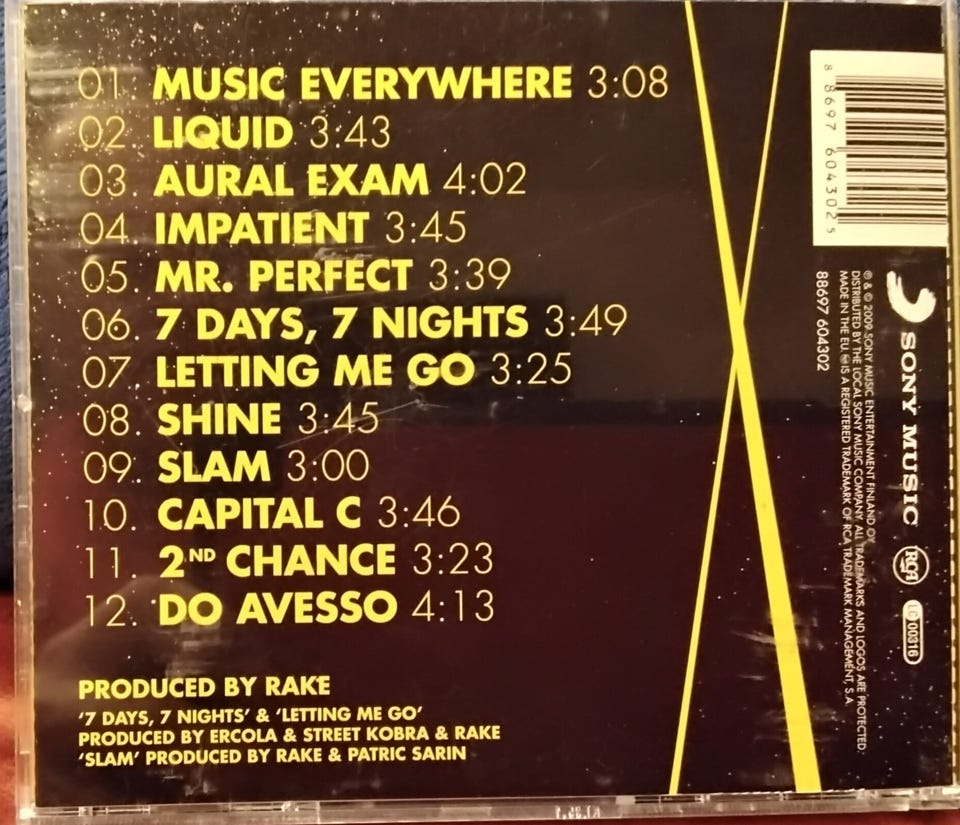 01. MUSIC EVERYWHERE 3:08
02. LIQUID 3:43
03. AURAL EXAM 4:02
04. IMPATIENT 3:45
05. MR. PERFECT 3:39
06. 7 DAYS, 7 NIGHTS 3:49
07. LETTING ME GO 3:25
08. SHINE 3:45
09. SLAM 3:00
10. CAPITAL C 3:46
11. 2ND CHANCE 3:23
12. DO AVESSO 4:13
PRODUCED BY RAKE
'7 DAYS, 7 NIGHTS' & 'LETTING ME GO'
PRODUCED BY ERCOLA & STREET KOBRA & RAKE
'SLAM' PRODUCED BY RAKE & PATRIC SARIN
8 8697 60430 2 5
SONY MUSIC
RCA
LC 00316
℗ & © 2009 SONY MUSIC ENTERTAINMENT FINLAND OY.
DISTRIBUTED BY THE LOCAL SONY MUSIC COMPANY. ALL TRADEMARKS AND LOGOS ARE PROTECTED.
MADE IN THE EU. IS A REGISTERED TRADEMARK OF RCA TRADEMARK MANAGEMENT, S.A.
88697 604302